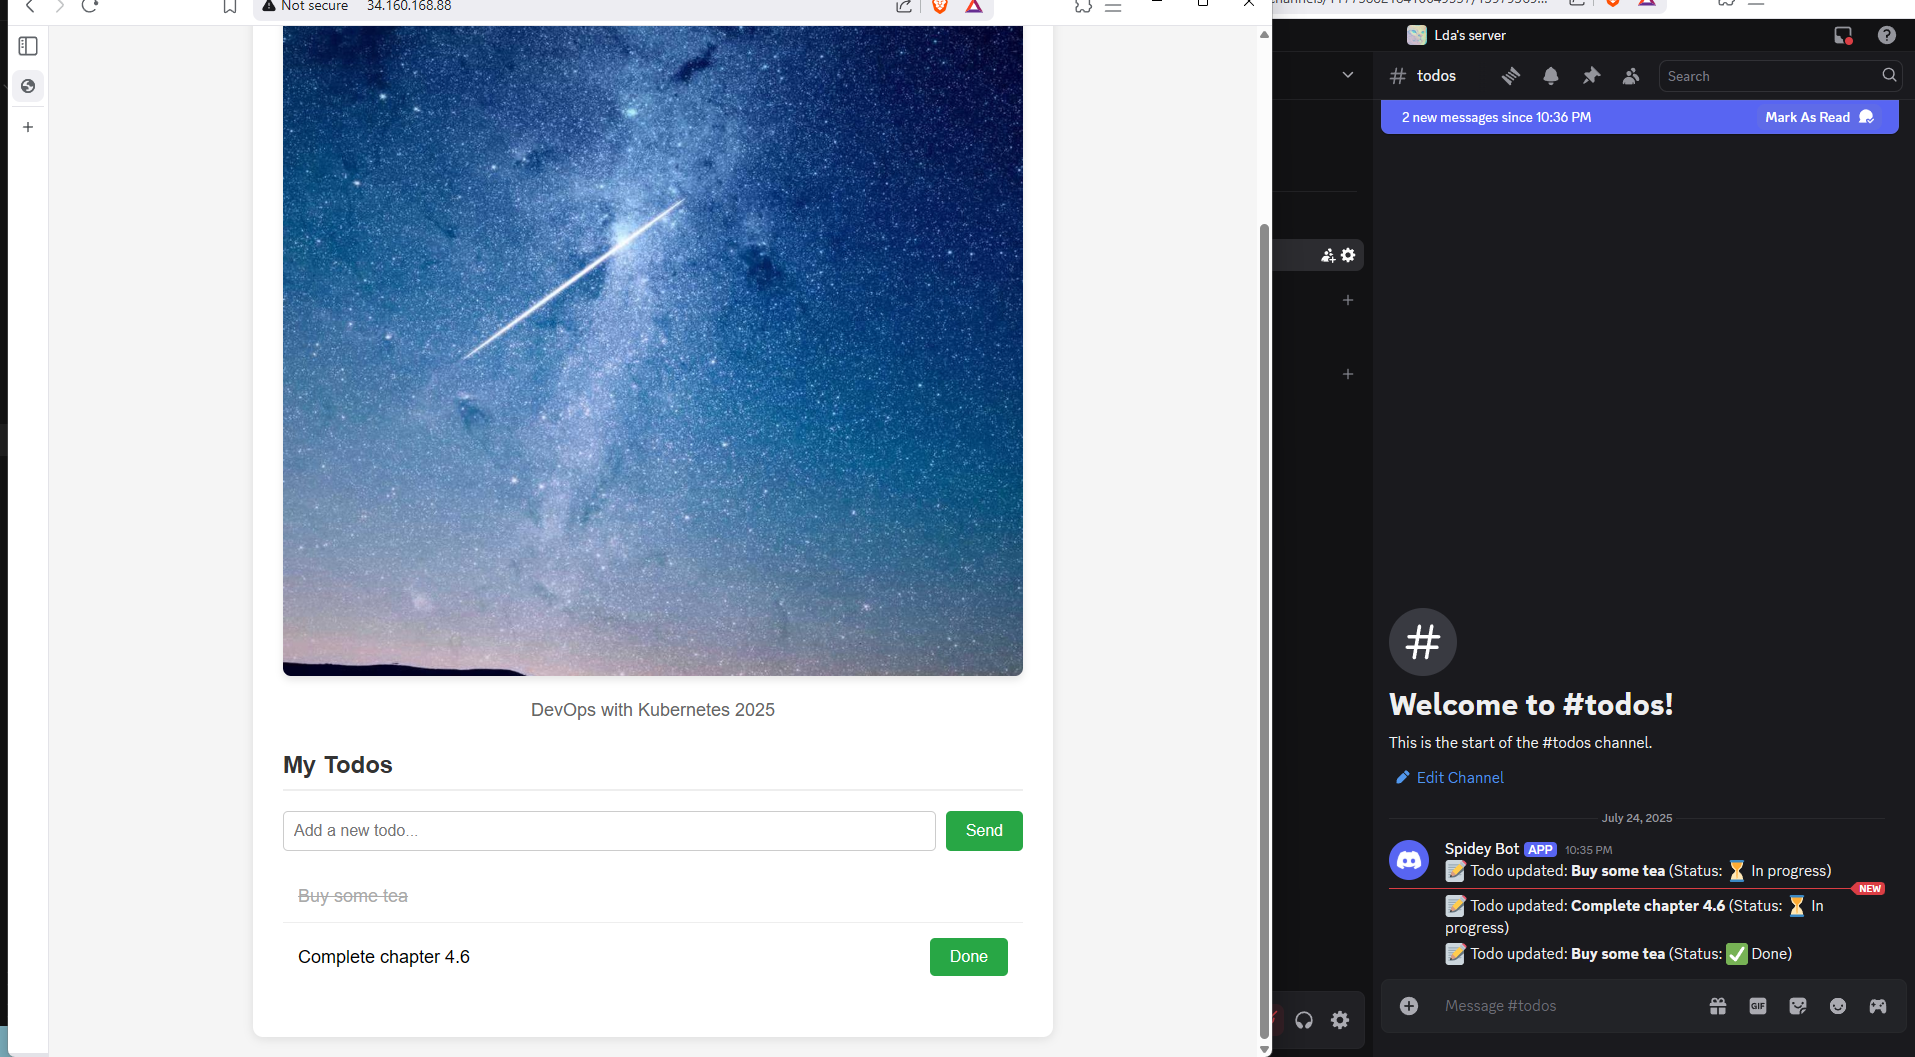 Not secure 34.160.168.88
DevOps with Kubernetes 2025
My Todos
Add a new todo...
Send
Buy some tea
Complete chapter 4.6
Done
Lda's server
todos
Search
2 new messages since 10:36 PM
Mark As Read
Welcome to #todos!
This is the start of the #todos channel.
Edit Channel
July 24, 2025
Spidey Bot APP 10:35 PM
📝 Todo updated: Buy some tea (Status: ⏳ In progress)
NEW
📝 Todo updated: Complete chapter 4.6 (Status: ⏳ In
progress)
📝 Todo updated: Buy some tea (Status: ✅ Done)
Message #todos
GIF